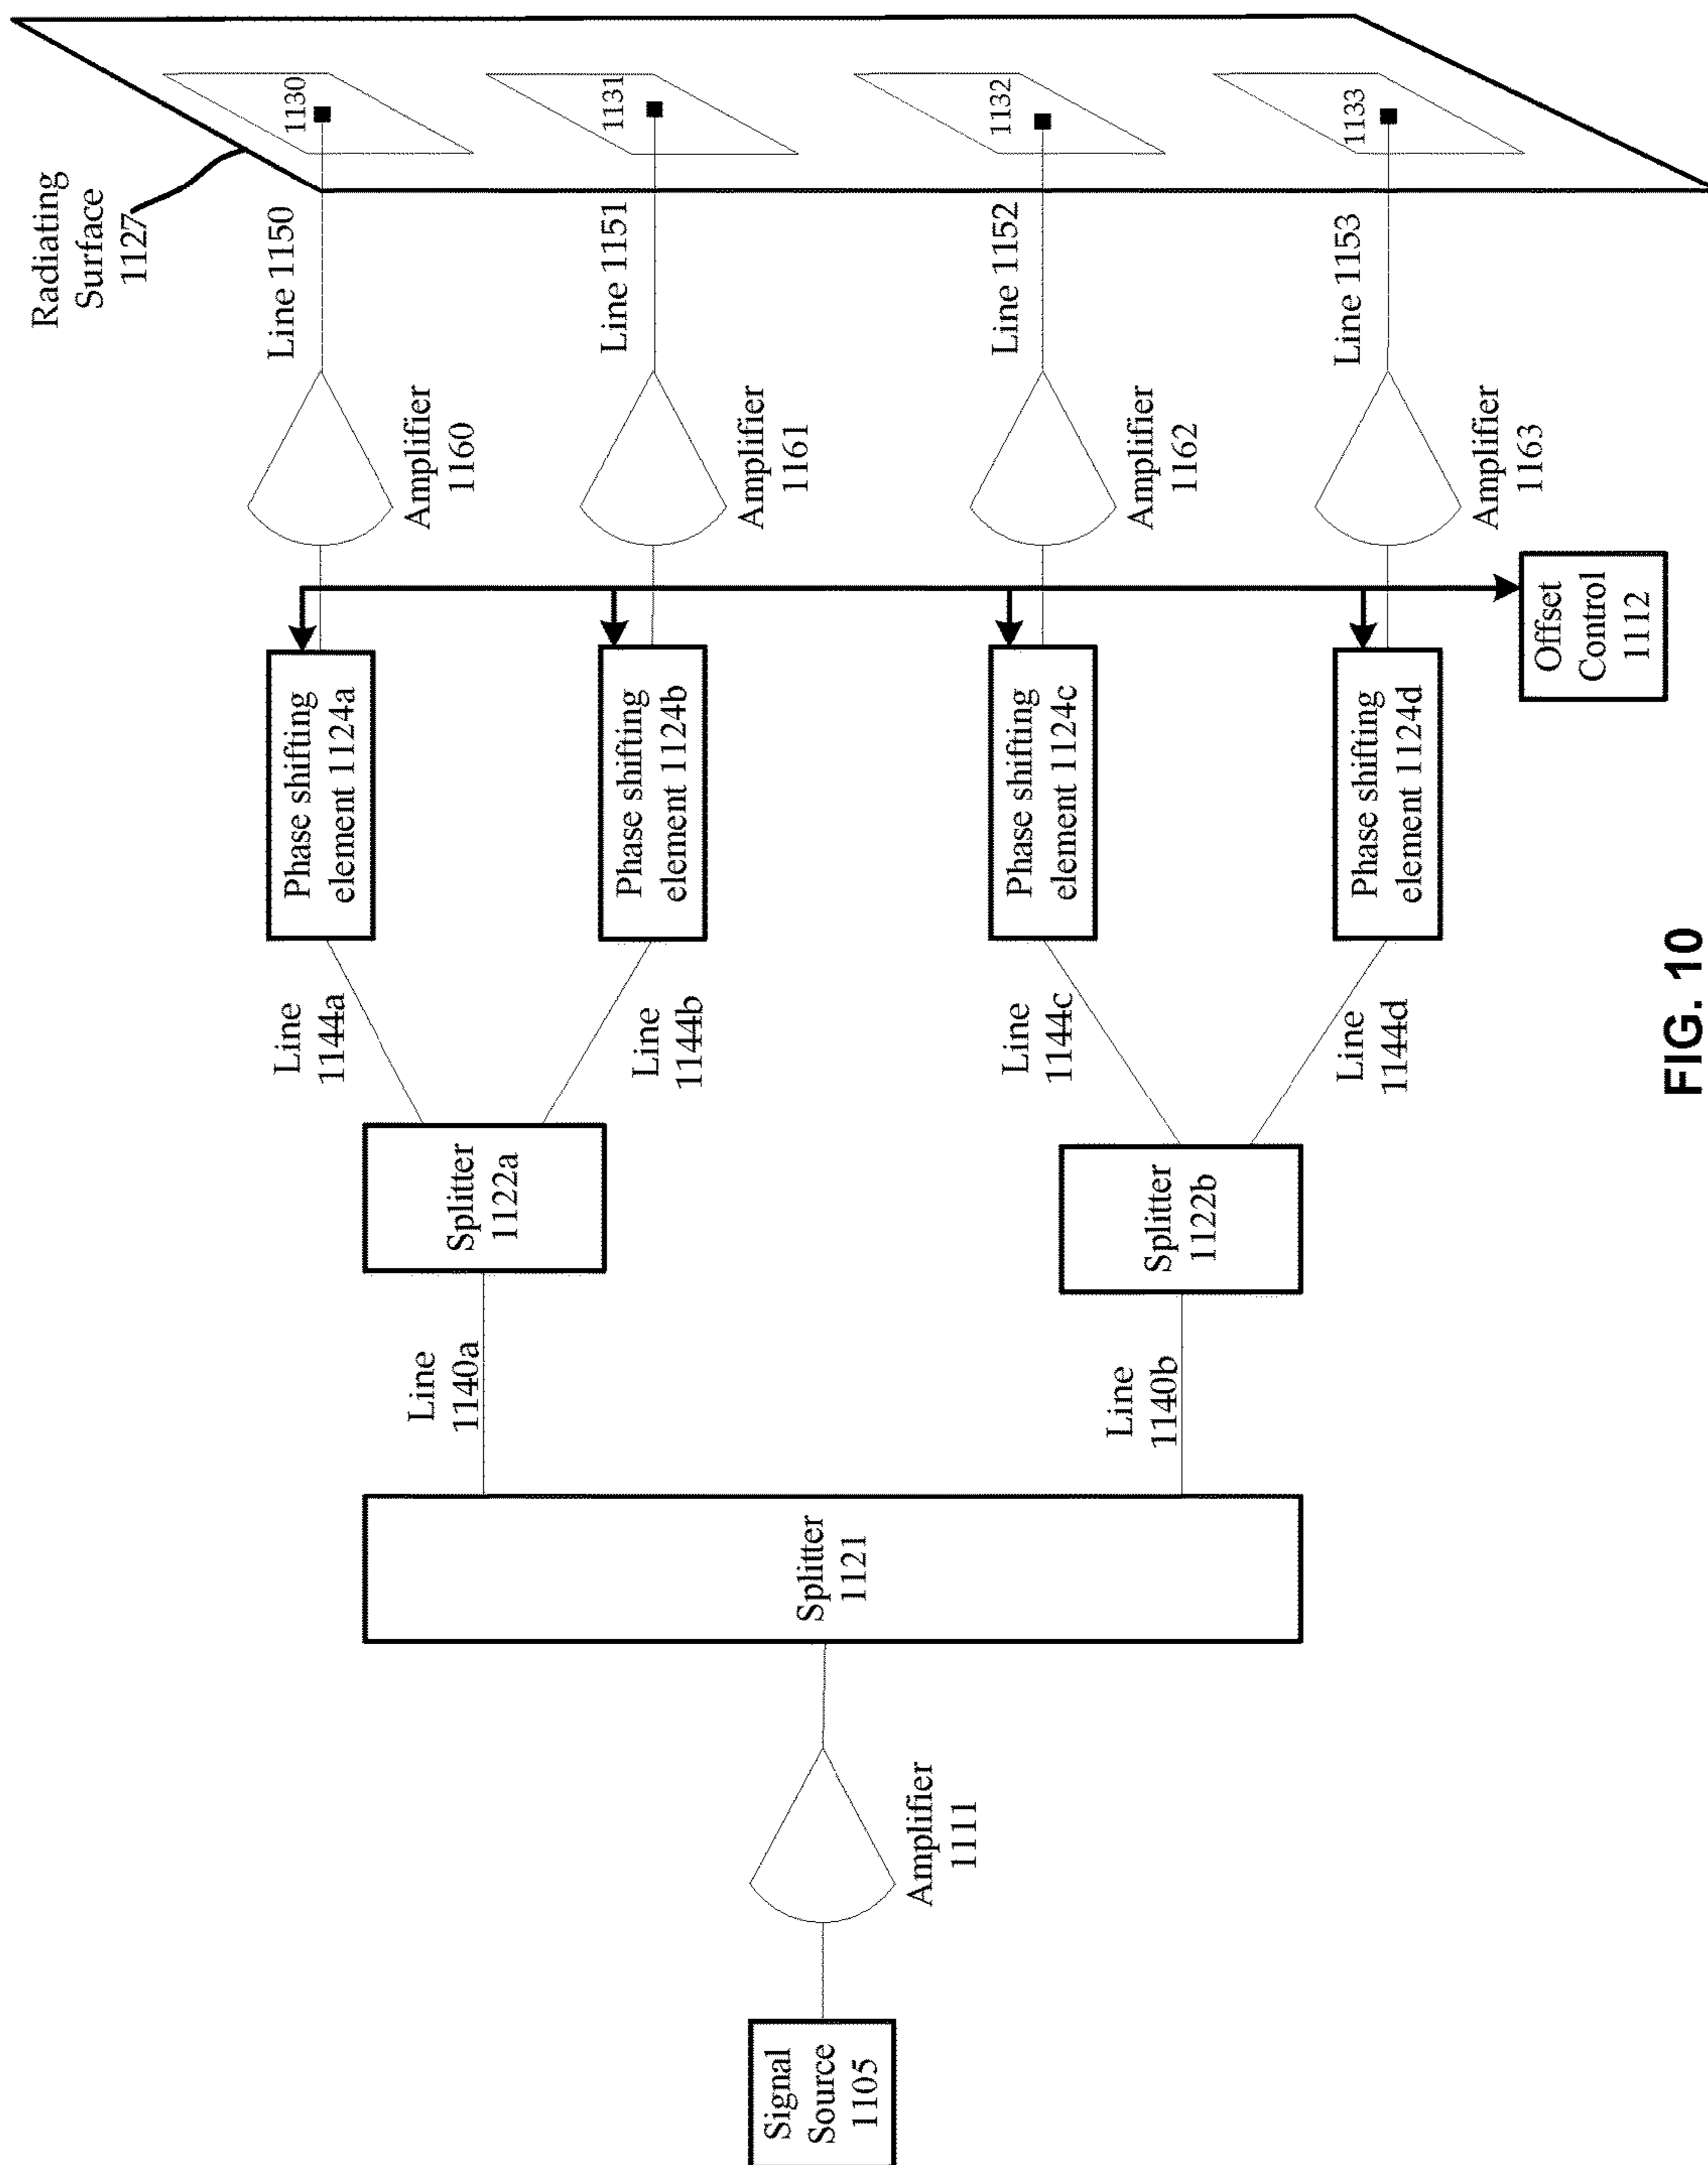 Signal
Source
1105
Amplifier
1111
Splitter
1121
Line
1140a
Line
1140b
Splitter
1122a
Splitter
1122b
Line
1144a
Line
1144b
Line
1144c
Line
1144d
Phase shifting
element 1124a
Phase shifting
element 1124b
Phase shifting
element 1124c
Phase shifting
element 1124d
Offset
Control
1112
Amplifier
1160
Amplifier
1161
Amplifier
1162
Amplifier
1163
Line 1150
Line 1151
Line 1152
Line 1153
Radiating
Surface
1127
1130
1131
1132
1133
FIG. 10